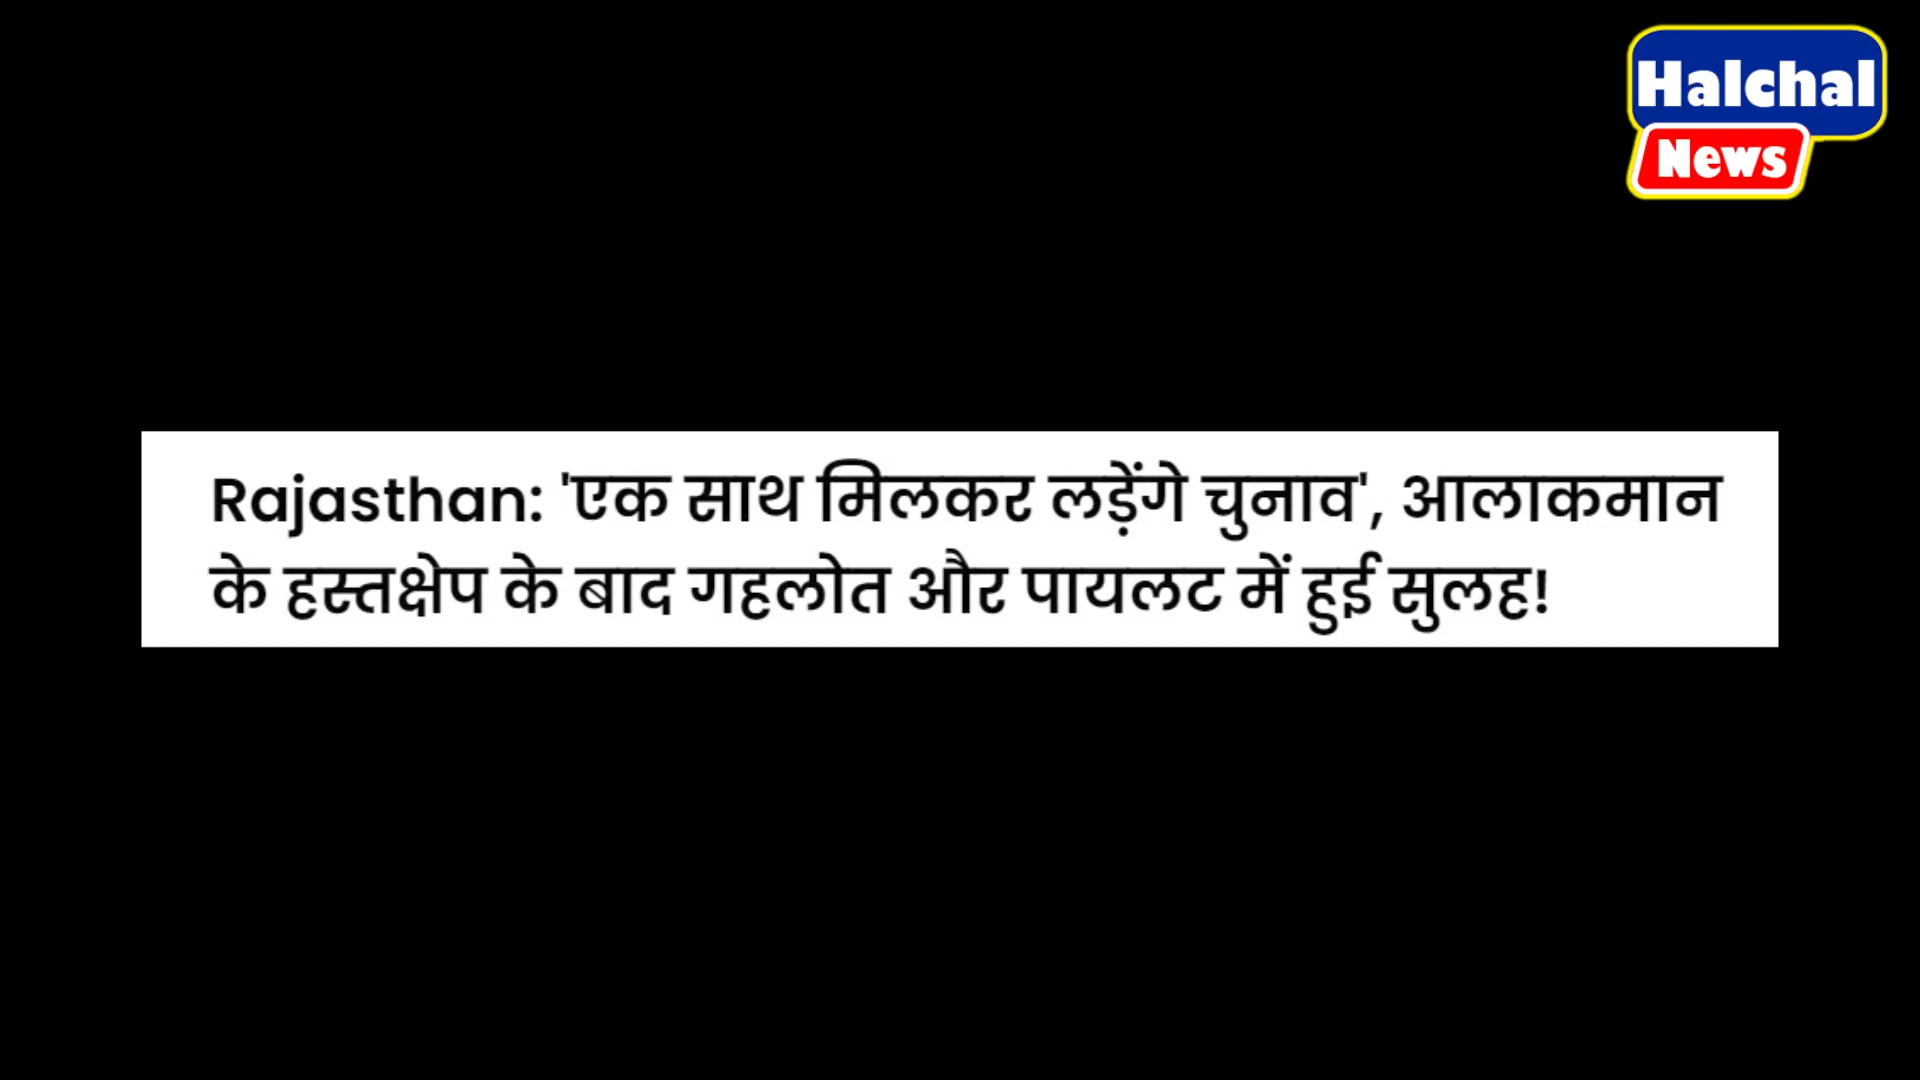 Halchal
News
Rajasthan: 'एक साथ मिलकर लड़ेंगे चुनाव', आलाकमान
के हस्तक्षेप के बाद गहलोत और पायलट में हुई सुलह!